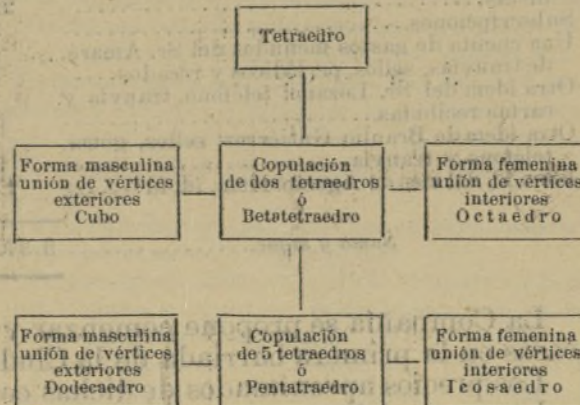 Tetraedro
Forma masculina
unión de vértices
exteriores
Cubo
Copulación
de dos tetraedros
ó
Betatetraedro
Forma femenina
unión de vértices
interiores
Octaedro
Forma masculina
unión de vértices
exteriores
Dodecaedro
Copulación
de 5 tetraedros
ó
Pentatraedro
Forma femenina
unión de vértices
interiores
Icosaedro